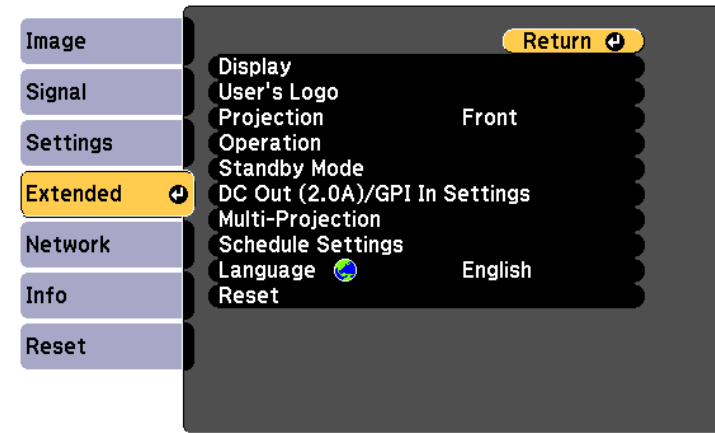 Image
Signal
Settings
Extended
Network
Info
Reset
Return
Display
User's Logo
Projection Front
Operation
Standby Mode
DC Out (2.0A)/GPI In Settings
Multi-Projection
Schedule Settings
Language English
Reset